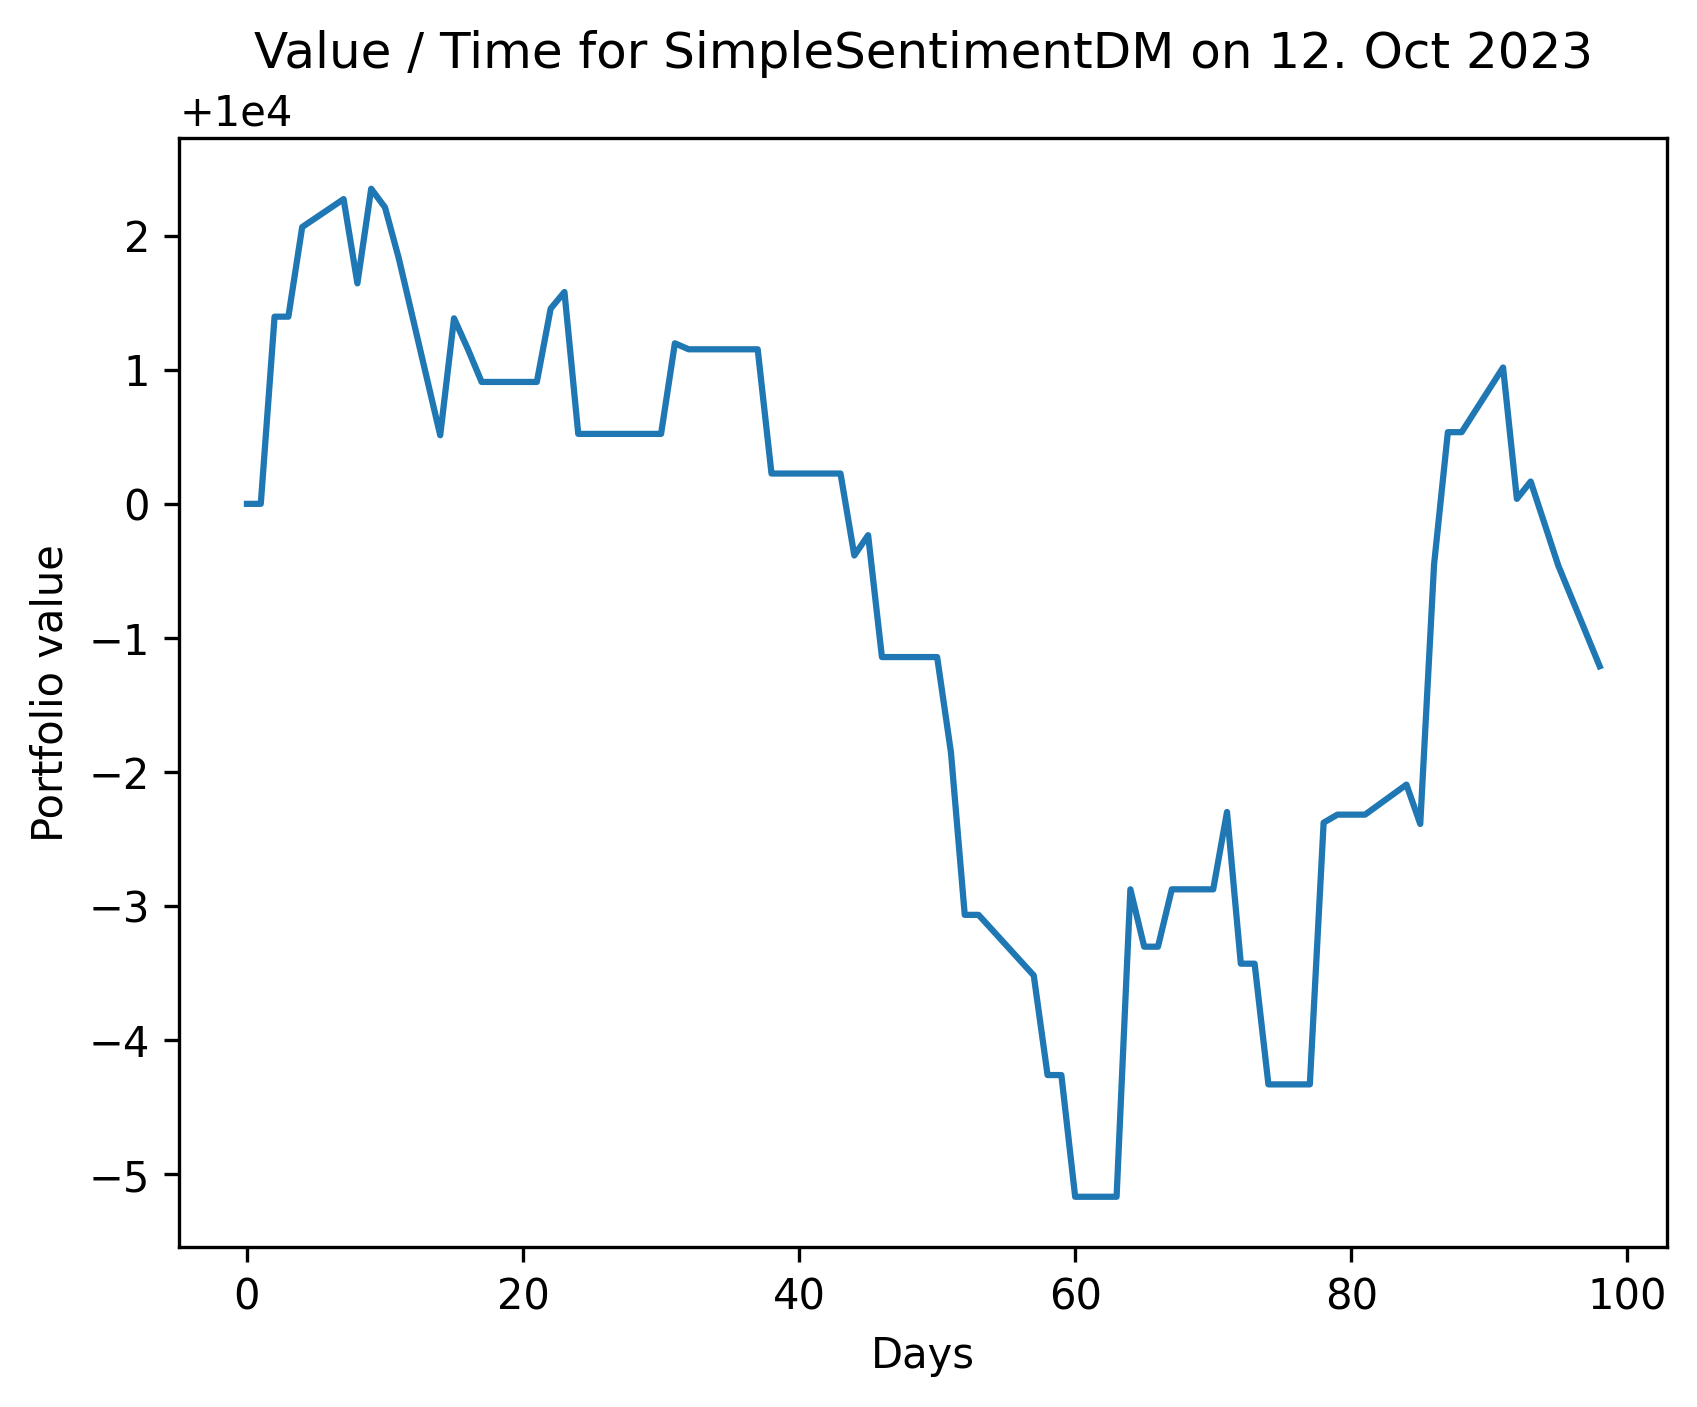 Value / Time for SimpleSentimentDM on 12. Oct 2023
+1e4
2
1
0
−1
−2
−3
−4
−5
Portfolio value
0 20 40 60 80 100
Days